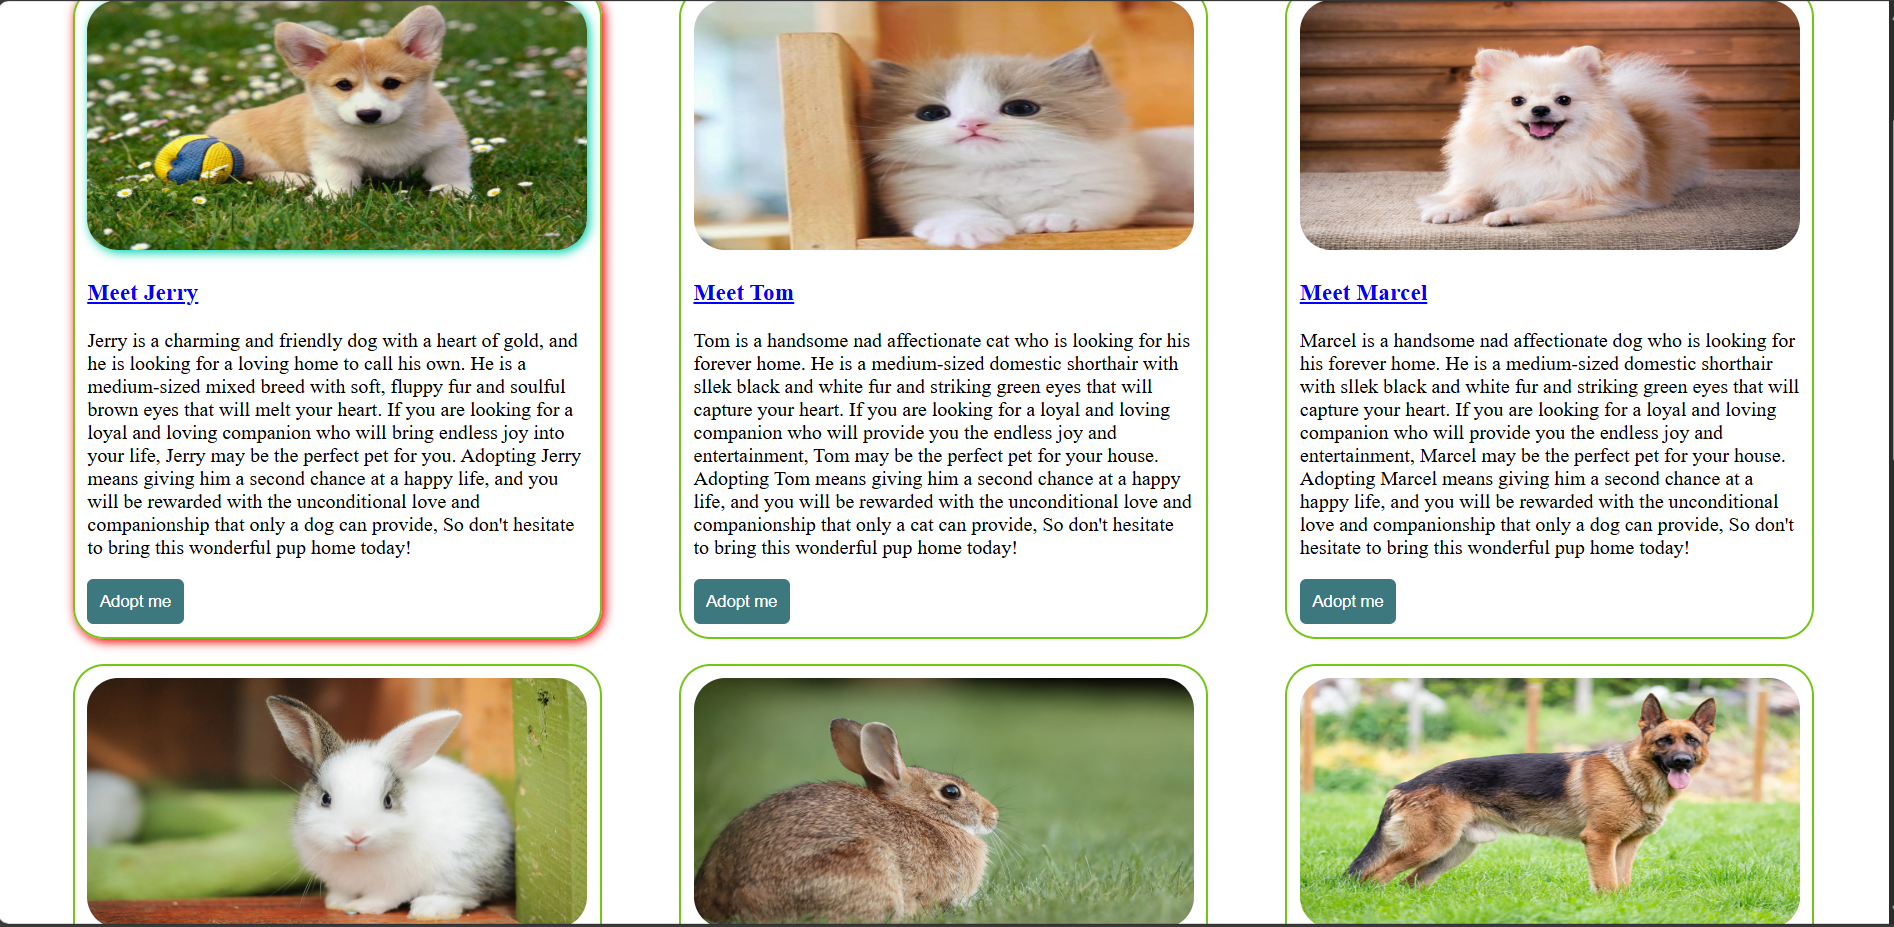 Meet Jerry
Jerry is a charming and friendly dog with a heart of gold, and
he is looking for a loving home to call his own. He is a
medium-sized mixed breed with soft, fluppy fur and soulful
brown eyes that will melt your heart. If you are looking for a
loyal and loving companion who will bring endless joy into
your life, Jerry may be the perfect pet for you. Adopting Jerry
means giving him a second chance at a happy life, and you
will be rewarded with the unconditional love and
companionship that only a dog can provide, So don't hesitate
to bring this wonderful pup home today!
Adopt me
Meet Tom
Tom is a handsome nad affectionate cat who is looking for his
forever home. He is a medium-sized domestic shorthair with
sllek black and white fur and striking green eyes that will
capture your heart. If you are looking for a loyal and loving
companion who will provide you the endless joy and
entertainment, Tom may be the perfect pet for your house.
Adopting Tom means giving him a second chance at a happy
life, and you will be rewarded with the unconditional love and
companionship that only a cat can provide, So don't hesitate
to bring this wonderful pup home today!
Adopt me
Meet Marcel
Marcel is a handsome nad affectionate dog who is looking for
his forever home. He is a medium-sized domestic shorthair
with sllek black and white fur and striking green eyes that will
capture your heart. If you are looking for a loyal and loving
companion who will provide you the endless joy and
entertainment, Marcel may be the perfect pet for your house.
Adopting Marcel means giving him a second chance at a
happy life, and you will be rewarded with the unconditional
love and companionship that only a dog can provide, So don't
hesitate to bring this wonderful pup home today!
Adopt me